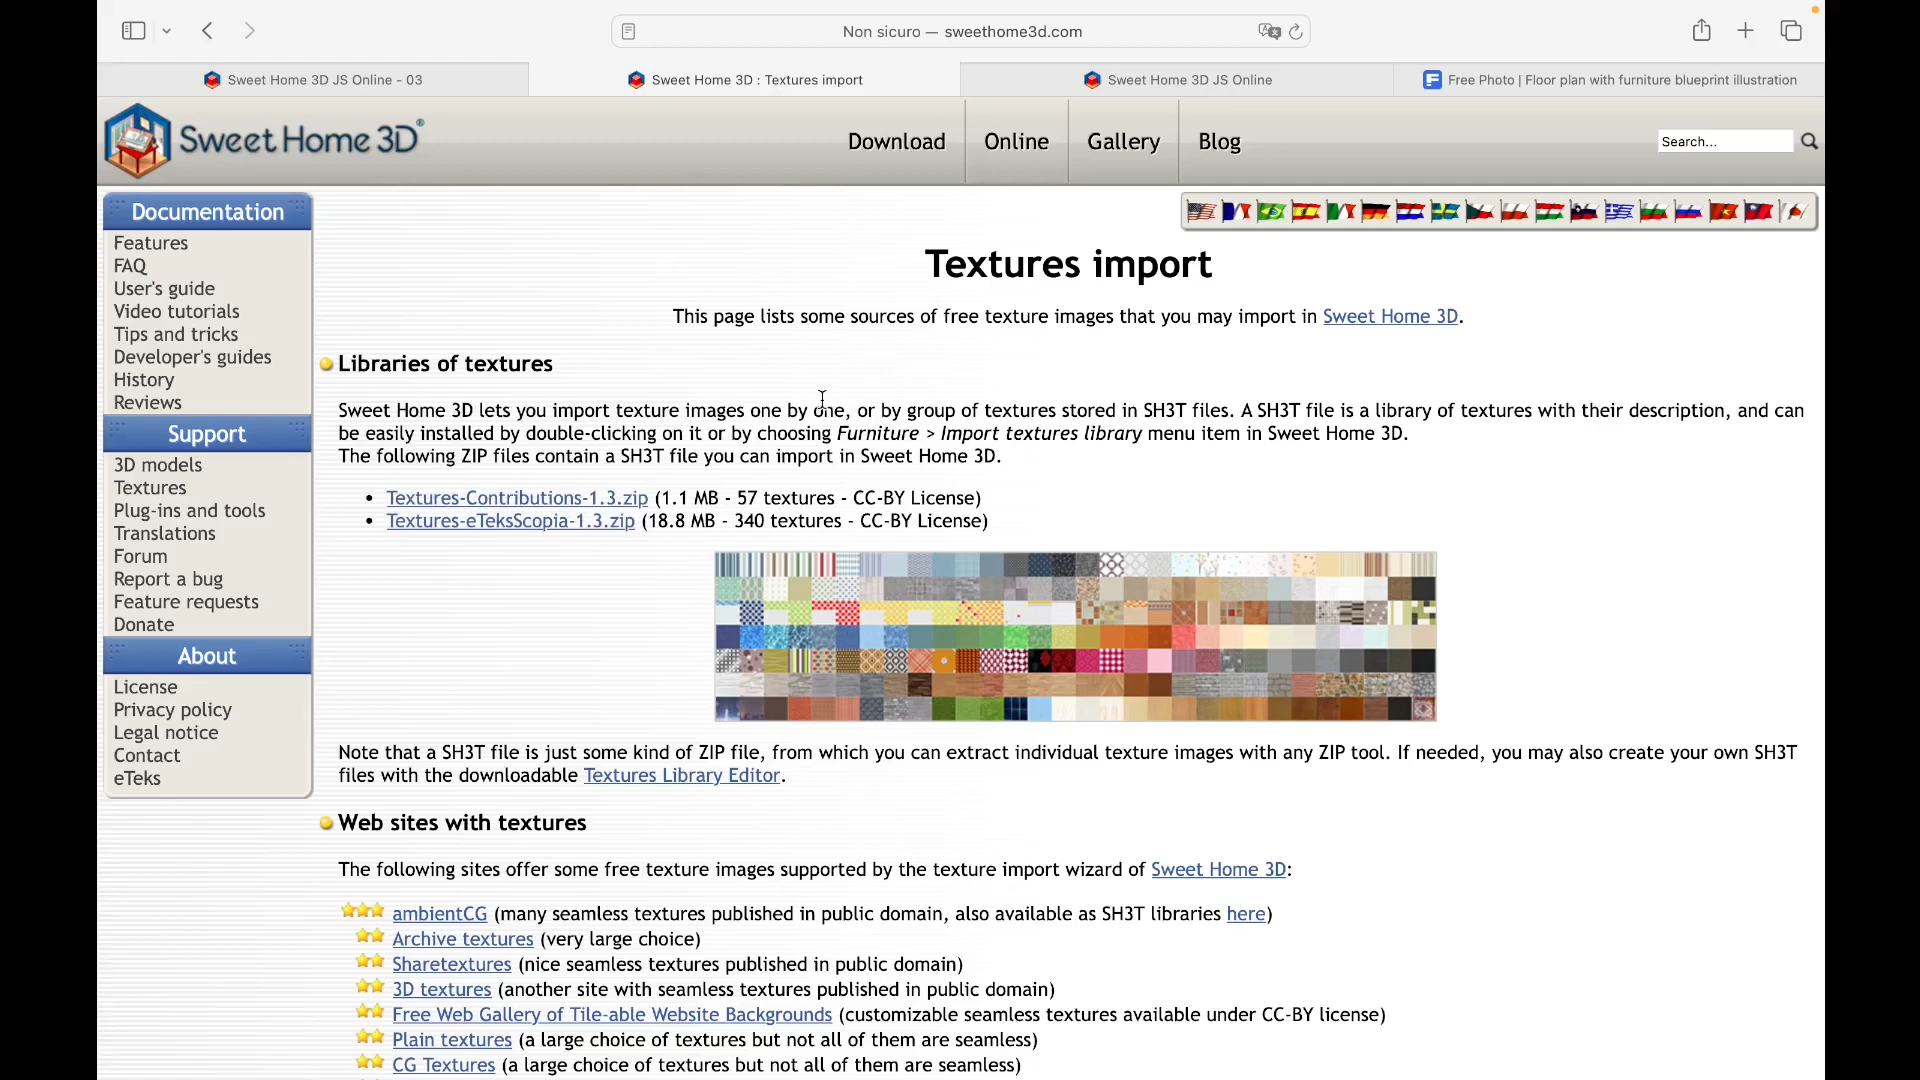 Non sicuro — sweethome3d.com
Sweet Home 3D JS Online - 03
Sweet Home 3D : Textures import
Sweet Home 3D JS Online
Free Photo | Floor plan with furniture blueprint illustration
Sweet Home 3D®
Download
Online
Gallery
Blog
Search...
Documentation
Features
FAQ
User's guide
Video tutorials
Tips and tricks
Developer's guides
History
Reviews
Support
3D models
Textures
Plug-ins and tools
Translations
Forum
Report a bug
Feature requests
Donate
About
License
Privacy policy
Legal notice
Contact
eTeks
Textures import
This page lists some sources of free texture images that you may import in Sweet Home 3D.
Libraries of textures
Sweet Home 3D lets you import texture images one by one, or by group of textures stored in SH3T files. A SH3T file is a library of textures with their description, and can
be easily installed by double-clicking on it or by choosing Furniture > Import textures library menu item in Sweet Home 3D.
The following ZIP files contain a SH3T file you can import in Sweet Home 3D.
• Textures-Contributions-1.3.zip (1.1 MB - 57 textures - CC-BY License)
• Textures-eTeksScopia-1.3.zip (18.8 MB - 340 textures - CC-BY License)
Note that a SH3T file is just some kind of ZIP file, from which you can extract individual texture images with any ZIP tool. If needed, you may also create your own SH3T
files with the downloadable Textures Library Editor.
Web sites with textures
The following sites offer some free texture images supported by the texture import wizard of Sweet Home 3D:
ambientCG (many seamless textures published in public domain, also available as SH3T libraries here)
Archive textures (very large choice)
Sharetextures (nice seamless textures published in public domain)
3D textures (another site with seamless textures published in public domain)
Free Web Gallery of Tile-able Website Backgrounds (customizable seamless textures available under CC-BY license)
Plain textures (a large choice of textures but not all of them are seamless)
CG Textures (a large choice of textures but not all of them are seamless)